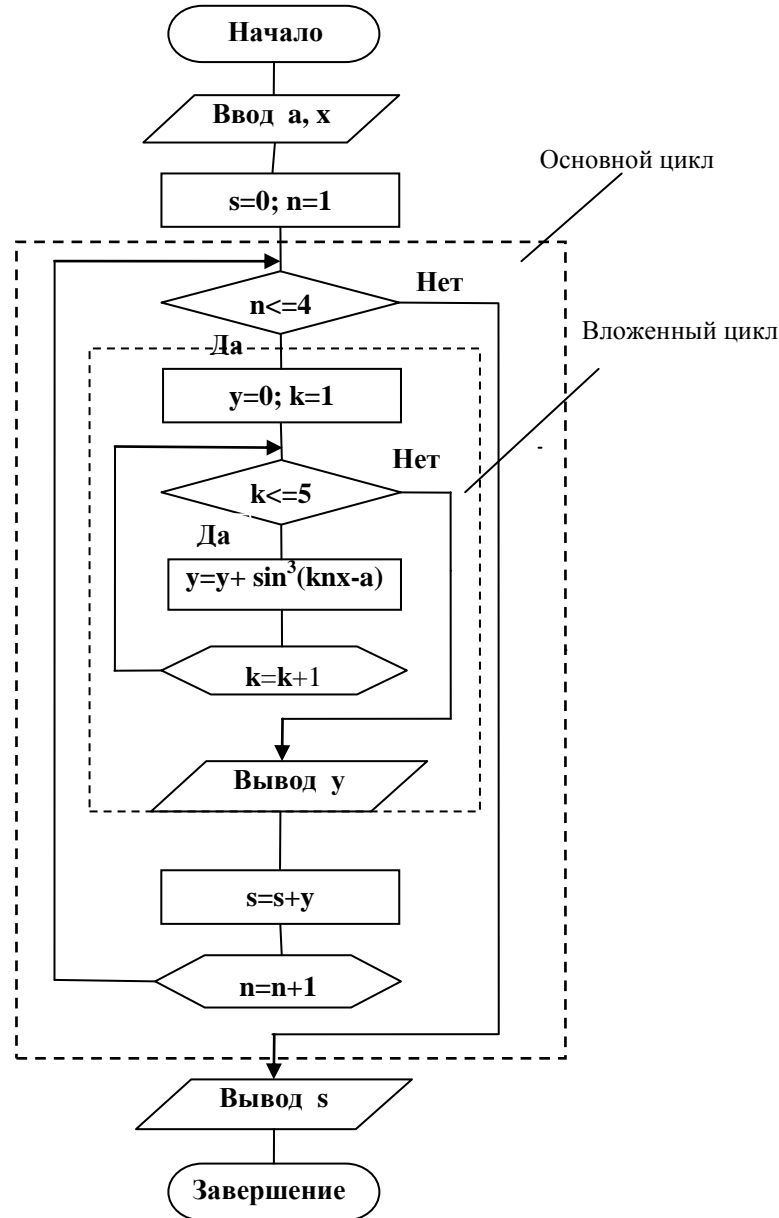 Начало
Ввод a, x
Основной цикл
s=0; n=1
Нет
n<=4
Вложенный цикл
Да
y=0; k=1
Нет
k<=5
Да
y=y+ sin³(knx-a)
k=k+1
Вывод y
s=s+y
n=n+1
Вывод s
Завершение